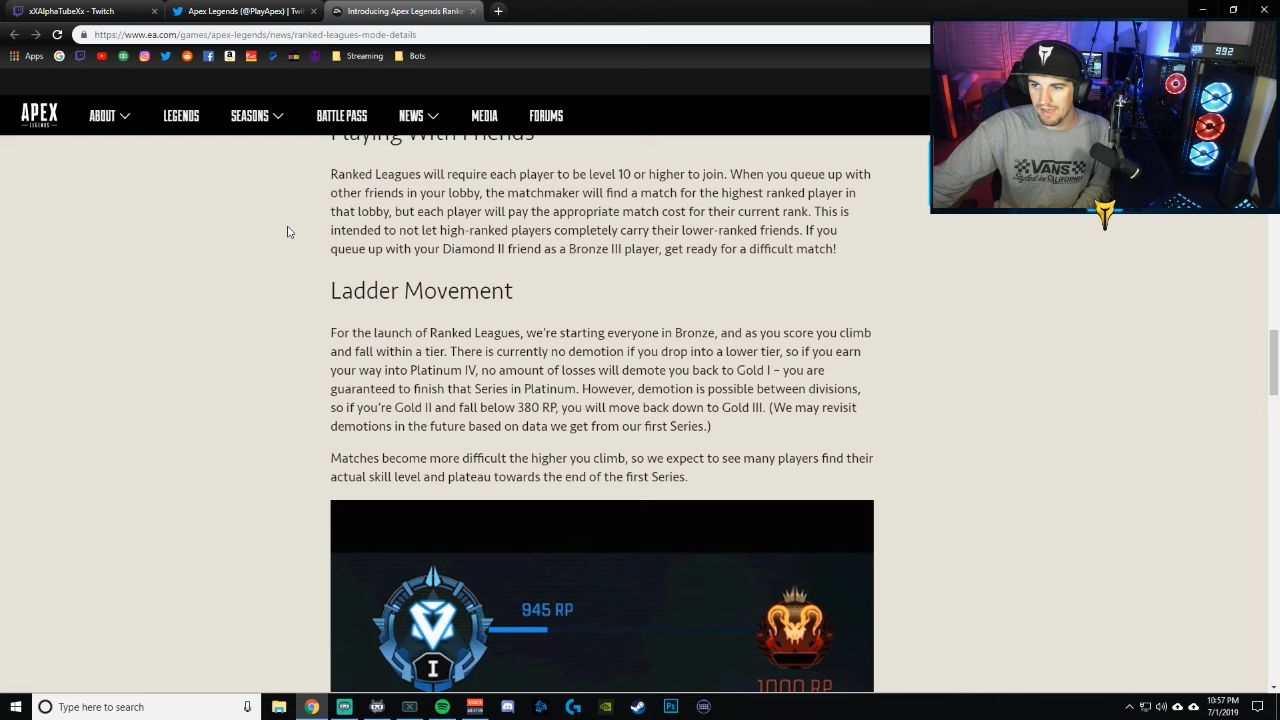 xXAlphaTubeXx - Twitch
Apex Legends (@PlayApex) | Twi
Introducing Apex Legends Ranke
https://www.ea.com/games/apex-legends/news/ranked-leagues-mode-details
Apps
Streaming
Bots
992
APEX
LEGENDS
ABOUT
LEGENDS
SEASONS
BATTLE PASS
NEWS
MEDIA
FORUMS
VANS
Playing With Friends
Ranked Leagues will require each player to be level 10 or higher to join. When you queue up with
other friends in your lobby, the matchmaker will find a match for the highest ranked player in
that lobby, but each player will pay the appropriate match cost for their current rank. This is
intended to not let high-ranked players completely carry their lower-ranked friends. If you
queue up with your Diamond II friend as a Bronze III player, get ready for a difficult match!
Ladder Movement
For the launch of Ranked Leagues, we're starting everyone in Bronze, and as you score you climb
and fall within a tier. There is currently no demotion if you drop into a lower tier, so if you earn
your way into Platinum IV, no amount of losses will demote you back to Gold I – you are
guaranteed to finish that Series in Platinum. However, demotion is possible between divisions,
so if you're Gold II and fall below 380 RP, you will move back down to Gold III. (We may revisit
demotions in the future based on data we get from our first Series.)
Matches become more difficult the higher you climb, so we expect to see many players find their
actual skill level and plateau towards the end of the first Series.
945 RP
I
1000 RP
Type here to search
10:57 PM
7/1/2019